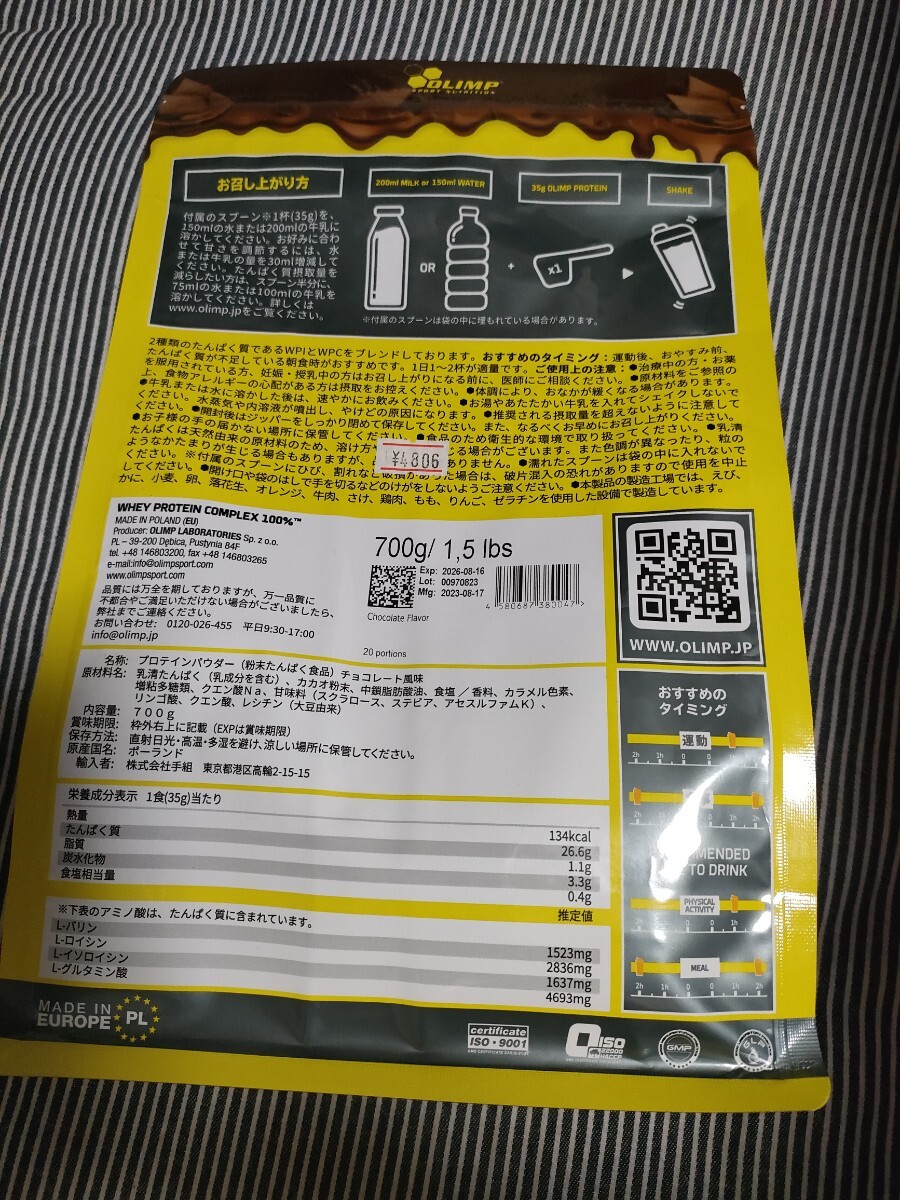 OLIMP
SPORT NUTRITION
お召し上がり方
200ml MILK or 150ml WATER
35g OLIMP PROTEIN
SHAKE
付属のスプーン※1杯(35g)を、
150mlの水または200mlの牛乳に
溶かしてください。お好みに合わ
せて甘さを調節するには、水
または牛乳の量を30ml増減して
ください。たんぱく質摂取量を
減らしたい方は、スプーン半分に、
75mlの水または100mlの牛乳を
溶かしてください。詳しくは
www.olimp.jpをご覧ください。
OR
+
x1
※付属のスプーンは袋の中に埋もれている場合があります。
2種類のたんぱく質であるWPIとWPCをブレンドしております。おすすめのタイミング：運動後、おやすみ前、
たんぱく質が不足している朝食時がおすすめです。1日1～2杯が適量です。ご使用上の注意：●治療中の方・お薬
を服用されている方、妊娠・授乳中の方はお召し上がりになる前に、医師にご相談ください。●原材料をご参照の
上、食物アレルギーの心配がある方は摂取をお控えください。●体調により、おなかが緩くなる場合があります。
●牛乳または水に溶かした後は、速やかにお飲みください。●お湯やあたたかい牛乳を入れてシェイクしないで
ください。水蒸気や内溶液が噴出し、やけどの原因になります。●推奨される摂取量を超えないように注意して
ください。●開封後はジッパーをしっかり閉めて保存してください。また、なるべくお早めにお召し上がりください。
●お子様の手の届かない場所に保管してください。●食品のため衛生的な環境で取り扱ってください。●乳清
たんぱくは天然由来の原材料のため、溶け方や
じる場合がございます。また色調が異なったり、粒の
ようなかたまりが生じる場合もありますが、
ありません。●濡れたスプーンは袋の中に入れないで
ください。※付属のスプーンにひび、割れなど破損があった場合は、破片混入の恐れがありますので使用を中止
してください。●開け口や袋のはしで手を切るなどのけがをしないようご注意ください。●本製品の製造工場では、えび、
かに、小麦、卵、落花生、オレンジ、牛肉、さけ、鶏肉、もも、りんご、ゼラチンを使用した設備で製造しています。
¥4806
WHEY PROTEIN COMPLEX 100%™
MADE IN POLAND (EU)
Producer: OLIMP LABORATORIES Sp. z o.o.
PL – 39-200 Dębica, Pustynia 84F
tel. +48 146803200, fax +48 146803265
e-mail:info@olimpsport.com
www.olimpsport.com
品質には万全を期しておりますが、万一品質に
不都合やご満足いただけない場合がございましたら、
弊社までご連絡ください。
お問い合わせ: 0120-026-455 平日9:30-17:00
info@olimp.jp
700g/ 1,5 lbs
Exp: 2026-08-16
Lot: 00970823
Mfg: 2023-08-17
4 580687 380047 >
Chocolate Flavor
20 portions
WWW.OLIMP.JP
名称: プロテインパウダー（粉末たんぱく食品）チョコレート風味
原材料名: 乳清たんぱく（乳成分を含む）、カカオ粉末、中鎖脂肪酸油、食塩 ／ 香料、カラメル色素、
増粘多糖類、クエン酸Na、甘味料（スクラロース、ステビア、アセスルファムK）、
リンゴ酸、クエン酸、レシチン（大豆由来）
内容量: 700g
賞味期限: 枠外右上に記載（EXPは賞味期限）
保存方法: 直射日光・高温・多湿を避け、涼しい場所に保管してください。
原産国名: ポーランド
輸入者: 株式会社手組 東京都港区高輪2-15-15
栄養成分表示 1食(35g)当たり
熱量 134kcal
たんぱく質 26.6g
脂質 1.1g
炭水化物 3.3g
食塩相当量 0.4g
推定値
※下表のアミノ酸は、たんぱく質に含まれています。
L-バリン 1523mg
L-ロイシン 2836mg
L-イソロイシン 1637mg
L-グルタミン酸 4693mg
おすすめの
タイミング
運動
2h 1h 0 0 1h 2h
2h 0 1h 2h
MENDED
TO DRINK
PHYSICAL
ACTIVITY
2h 1h 0 0 1h
MEAL
2h 1h 0 0 1h 2h
MADE IN
EUROPE
PL
certificate
ISO • 9001
ISO
22000
HACCP
GMP
GLP